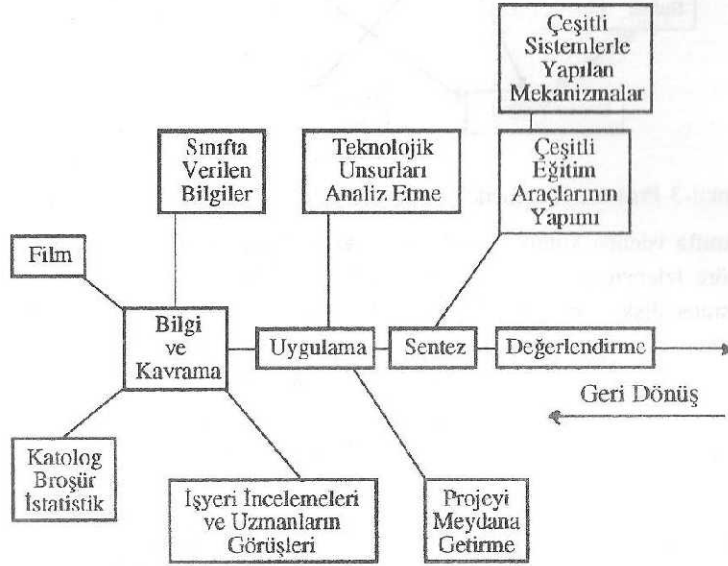 Çeşitli
Sistemlerle
Yapılan
Mekanizmalar
Sınıfta
Verilen
Bilgiler
Teknolojik
Unsurları
Analiz Etme
Çeşitli
Eğitim
Araçlarının
Yapımı
Film
Bilgi
ve
Kavrama
Uygulama
Sentez
Değerlendirme
Geri Dönüş
Katolog
Broşür
İstatistik
İşyeri İncelemeleri
ve Uzmanların
Görüşleri
Projeyi
Meydana
Getirme